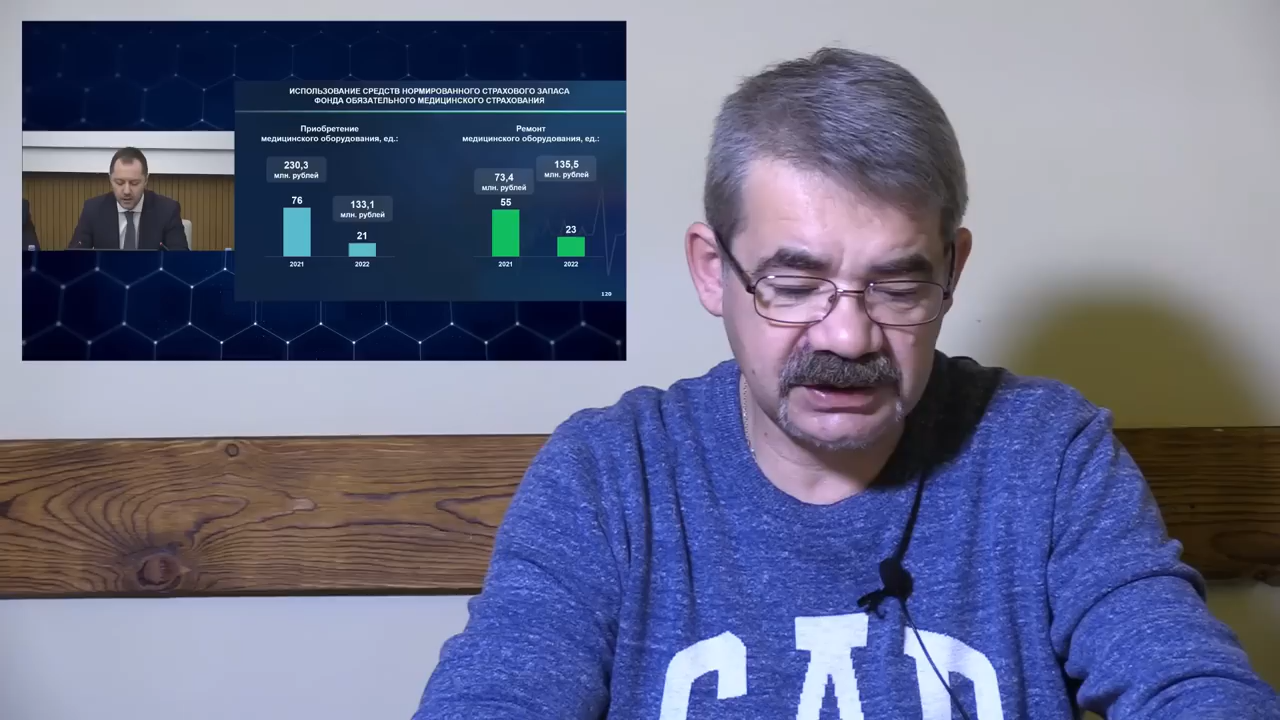 ИСПОЛЬЗОВАНИЕ СРЕДСТВ НОРМИРОВАННОГО СТРАХОВОГО ЗАПАСА
ФОНДА ОБЯЗАТЕЛЬНОГО МЕДИЦИНСКОГО СТРАХОВАНИЯ
Приобретение
медицинского оборудования, ед.:
230,3
млн. рублей
76
133,1
млн. рублей
21
2021
2022
Ремонт
медицинского оборудования, ед.:
73,4
млн. рублей
55
135,5
млн. рублей
23
2021
2022
120
GAP